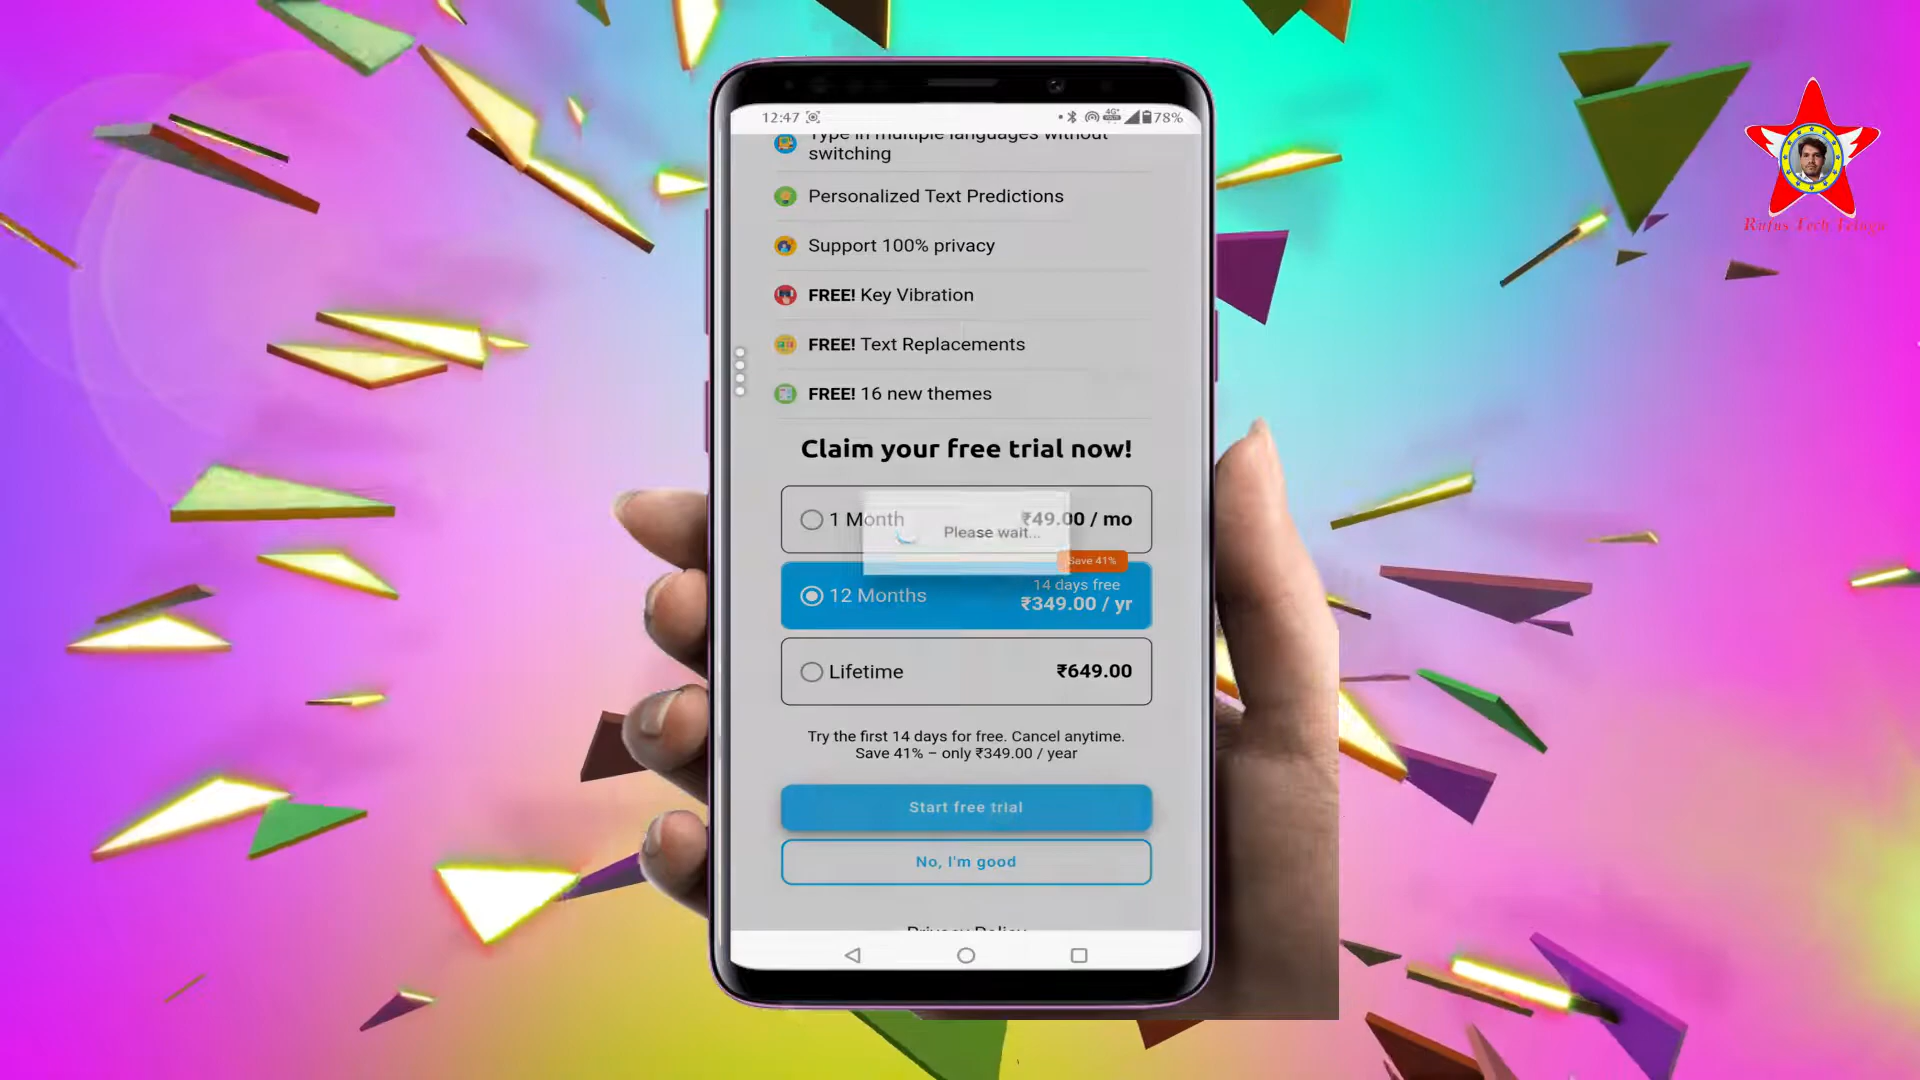 12:47
4G+
78%
Type in multiple languages without
switching
Personalized Text Predictions
Support 100% privacy
FREE! Key Vibration
FREE! Text Replacements
FREE! 16 new themes
Claim your free trial now!
1 Month
₹49.00 / mo
Please wait...
Save 41%
14 days free
12 Months
₹349.00 / yr
Lifetime
₹649.00
Try the first 14 days for free. Cancel anytime.
Save 41% – only ₹349.00 / year
Start free trial
No, I'm good
Privacy Policy
Rufus Tech Telugu